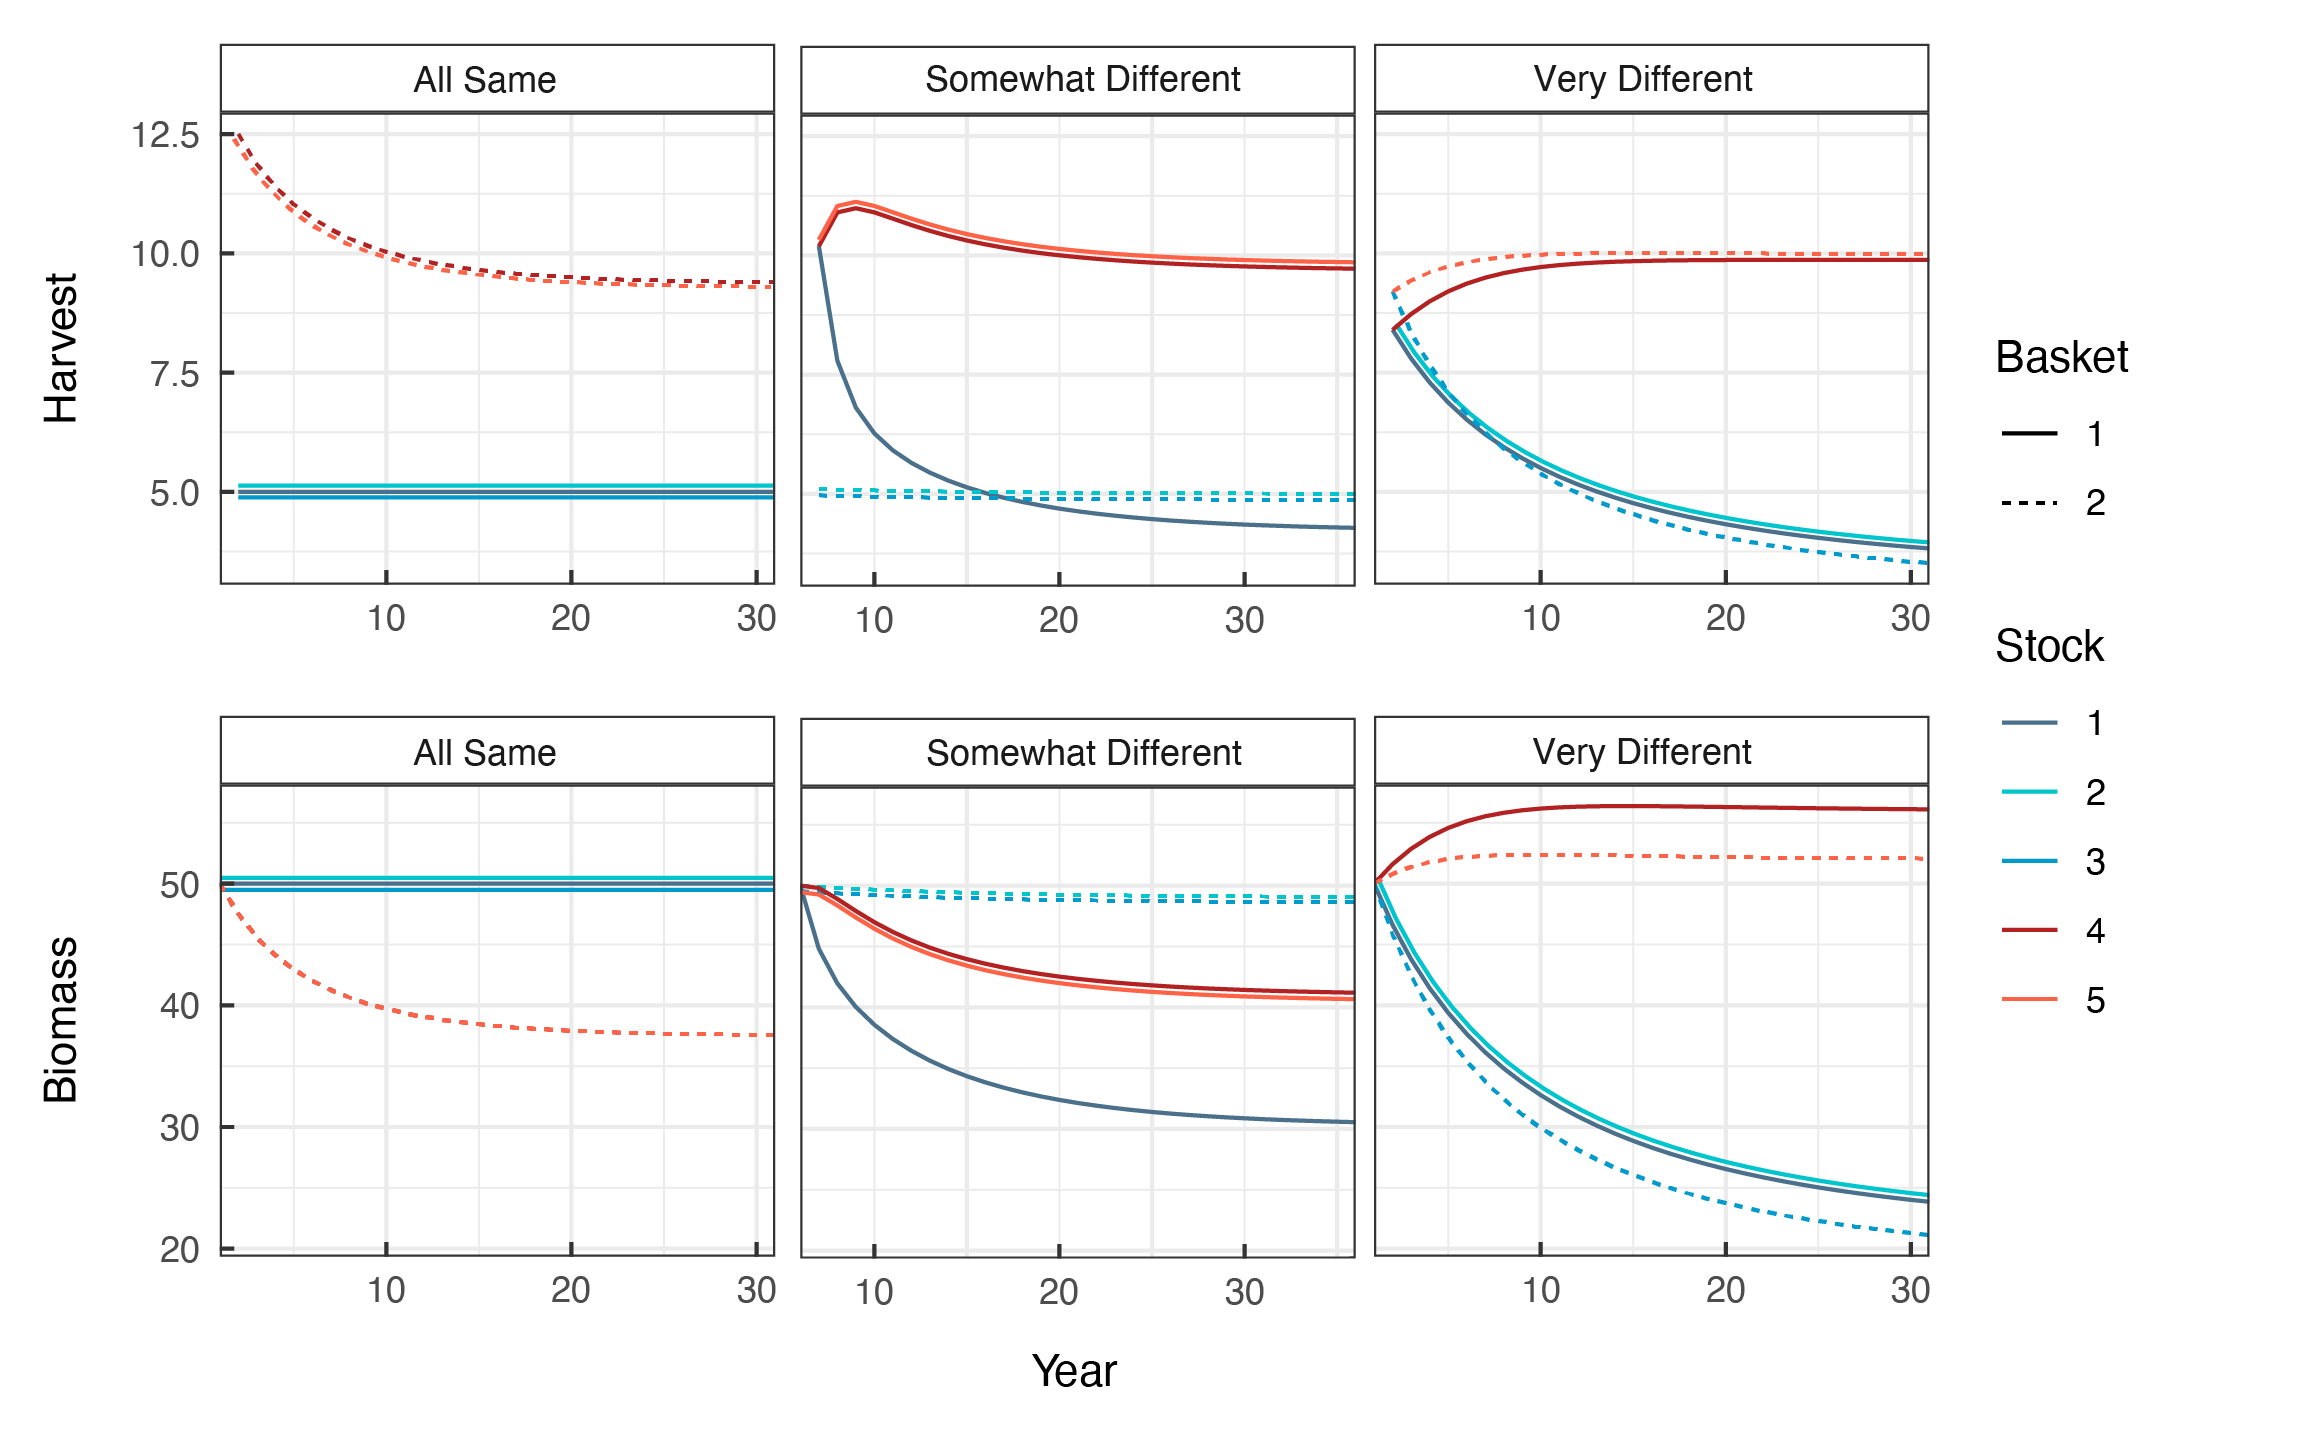 All Same
Somewhat Different
Very Different
12.5
10.0
7.5
5.0
Harvest
10 20 30
10 20 30
10 20 30
All Same
Somewhat Different
Very Different
50
40
30
20
Biomass
10 20 30
10 20 30
10 20 30
Year
Basket
1
2
Stock
1
2
3
4
5